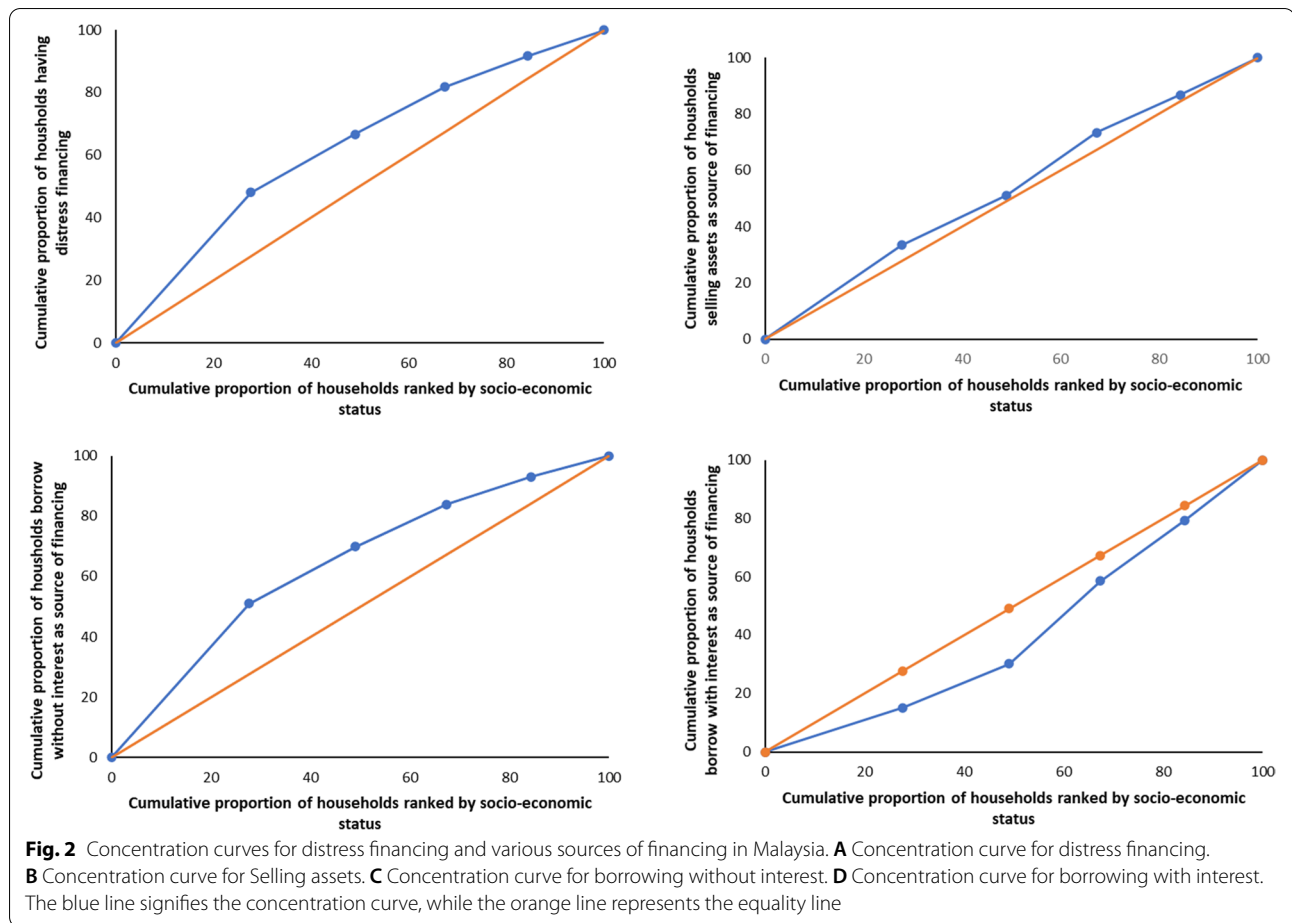 Cumulative proportion of households having
distress financing
100
80
60
40
20
0
0 20 40 60 80 100
Cumulative proportion of households ranked by socio-economic
status
Cumulative proportion of housholds
selling assets as source of financing
100
80
60
40
20
0
0 20 40 60 80 100
Cumulative proportion of households ranked by socio-economic
status
Cumulative proportion of housholds borrow
without interest as source of financing
100
80
60
40
20
0
0 20 40 60 80 100
Cumulative proportion of households ranked by socio-economic
status
Cumulative proportion of housholds
borrow with interest as source of financing
100
80
60
40
20
0
0 20 40 60 80 100
Cumulative proportion of households ranked by socio-economic
status
Fig. 2 Concentration curves for distress financing and various sources of financing in Malaysia. A Concentration curve for distress financing.
B Concentration curve for Selling assets. C Concentration curve for borrowing without interest. D Concentration curve for borrowing with interest.
The blue line signifies the concentration curve, while the orange line represents the equality line